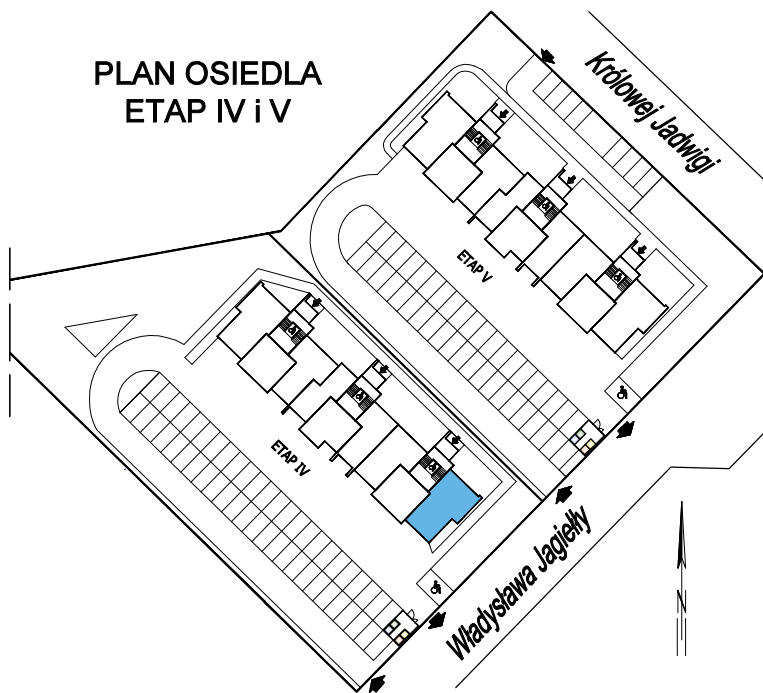 PLAN OSIEDLA
ETAP IV i V
Królowej Jadwigi
ETAP V
ETAP IV
Władysława Jagiełły
N